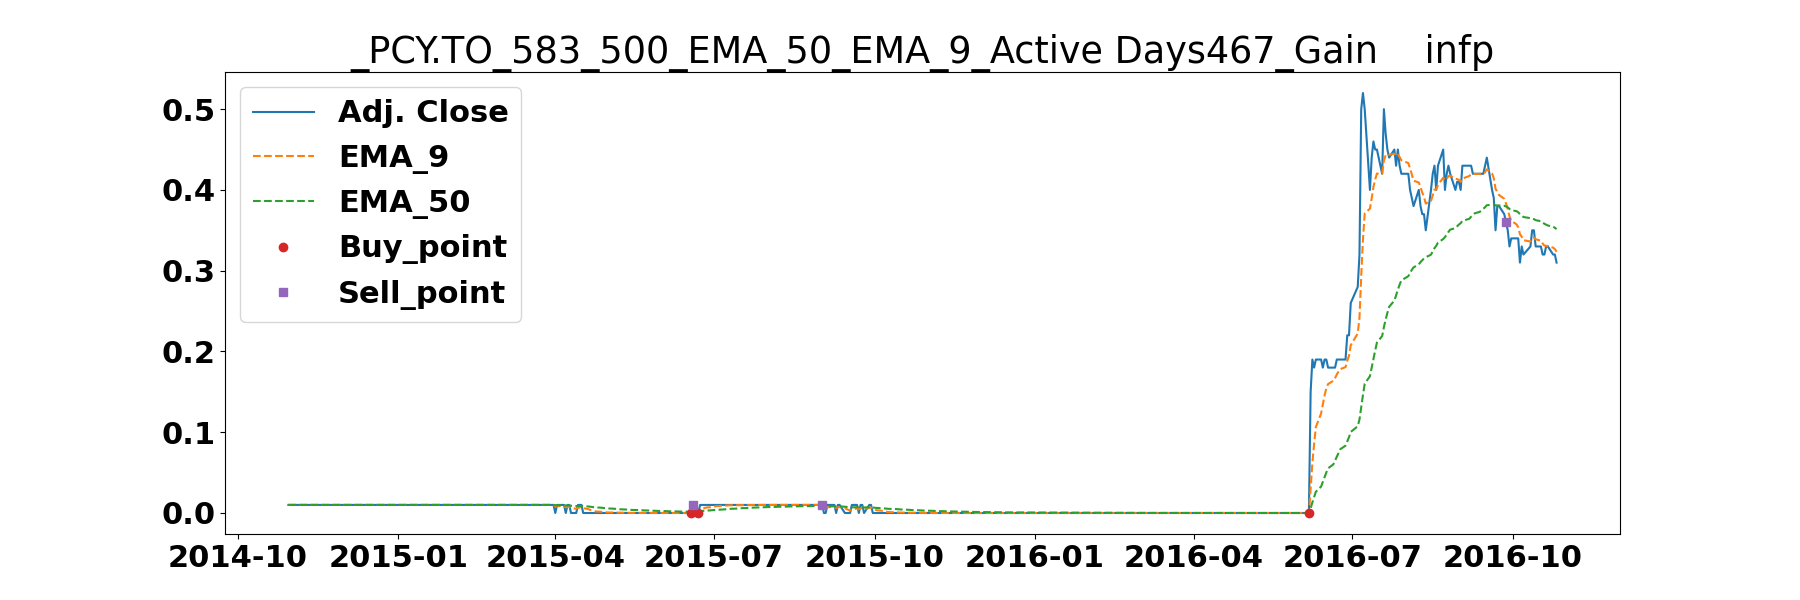 _PCY.TO_583_500_EMA_50_EMA_9_Active Days467_Gain    infp
Adj. Close
EMA_9
EMA_50
Buy_point
Sell_point
0.5
0.4
0.3
0.2
0.1
0.0
2014-10 2015-01 2015-04 2015-07 2015-10 2016-01 2016-04 2016-07 2016-10